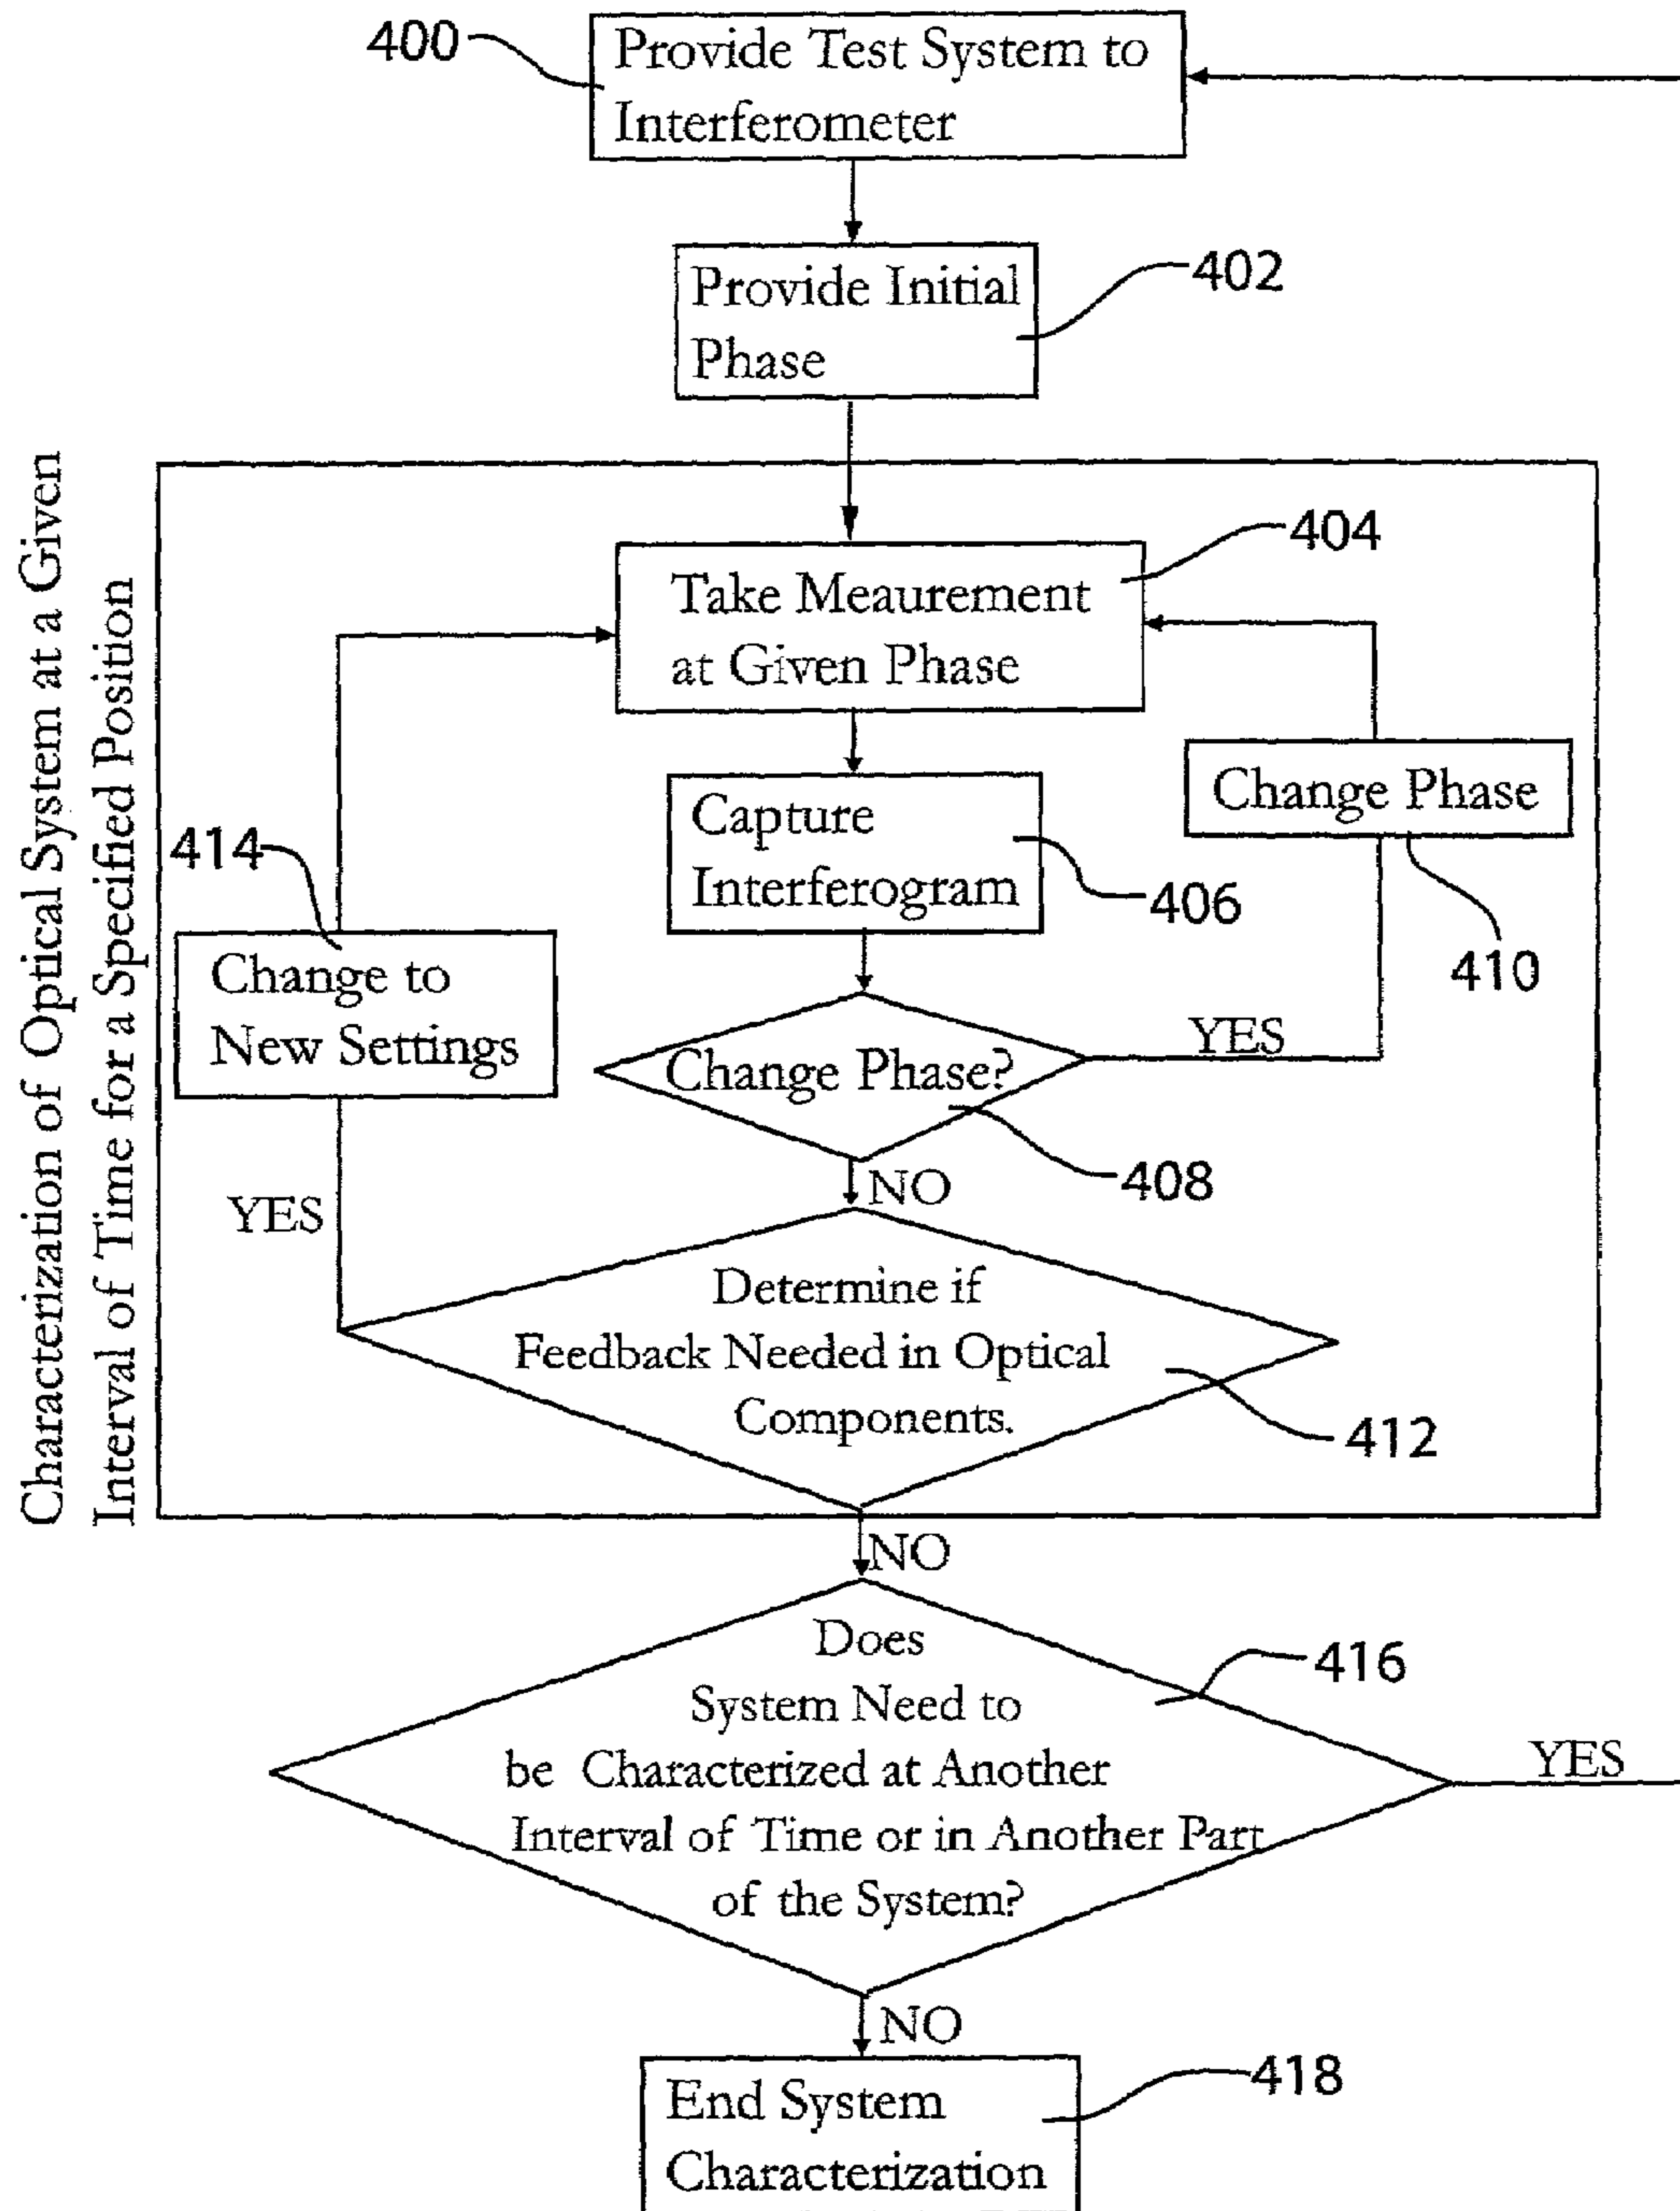 400
Provide Test System to
Interferometer
Provide Initial
Phase
402
Characterization of Optical System at a Given
Interval of Time for a Specified Position
404
Take Meaurement
at Given Phase
Change Phase
410
Capture
Interferogram
406
414
Change to
New Settings
Change Phase?
YES
408
NO
YES
Determine if
Feedback Needed in Optical
Components.
412
NO
Does
System Need to
be Characterized at Another
Interval of Time or in Another Part
of the System?
416
YES
NO
End System
Characterization
418